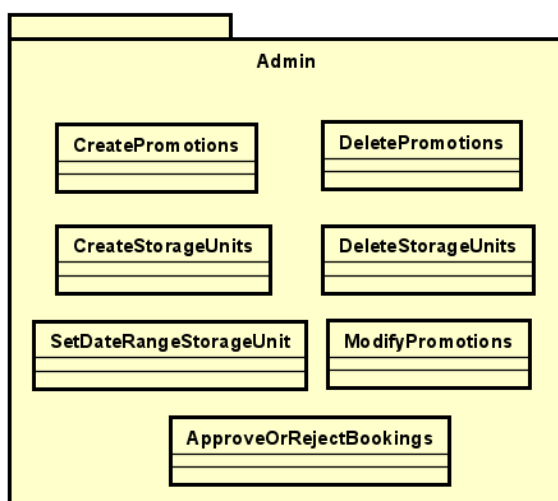 Admin
CreatePromotions
DeletePromotions
CreateStorageUnits
DeleteStorageUnits
SetDateRangeStorageUnit
ModifyPromotions
ApproveOrRejectBookings